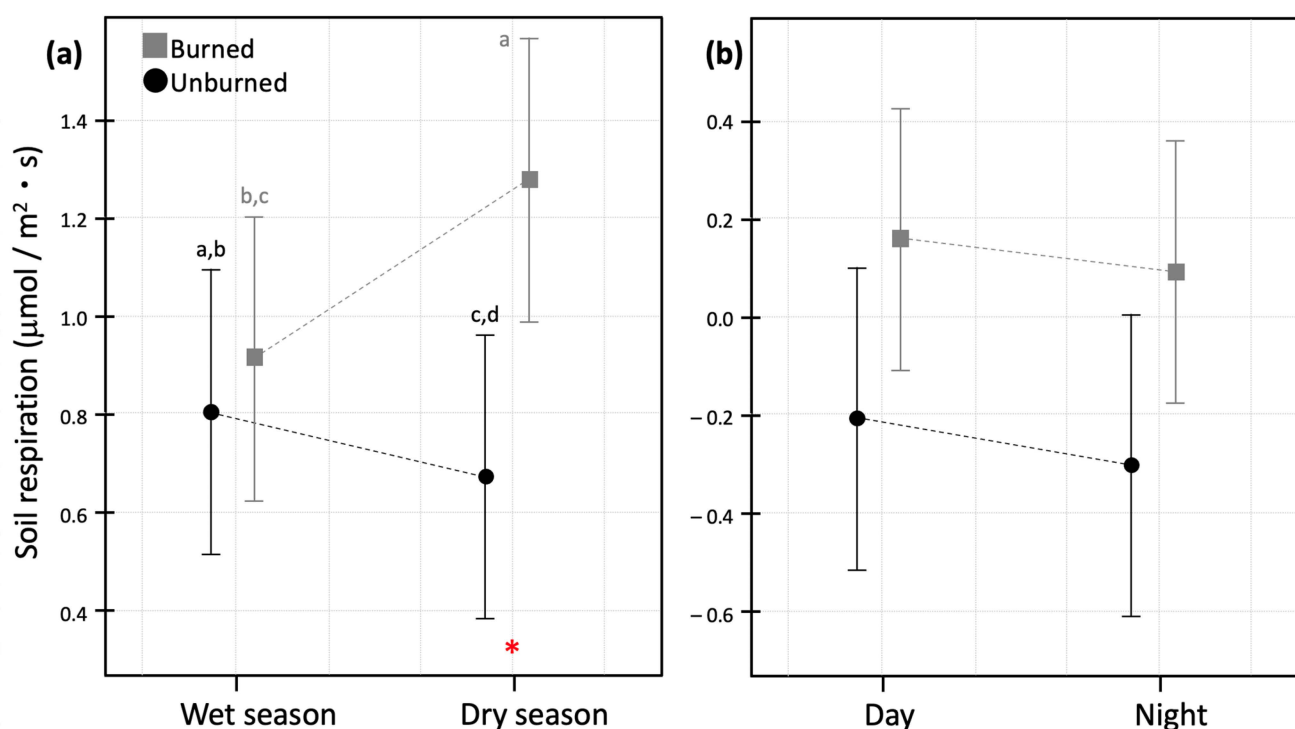 (a)
Burned
Unburned
a
b,c
a,b
c,d
*
1.4
1.2
1.0
0.8
0.6
0.4
Soil respiration (μmol / m² · s)
Wet season
Dry season
(b)
0.4
0.2
0.0
−0.2
−0.4
−0.6
Day
Night